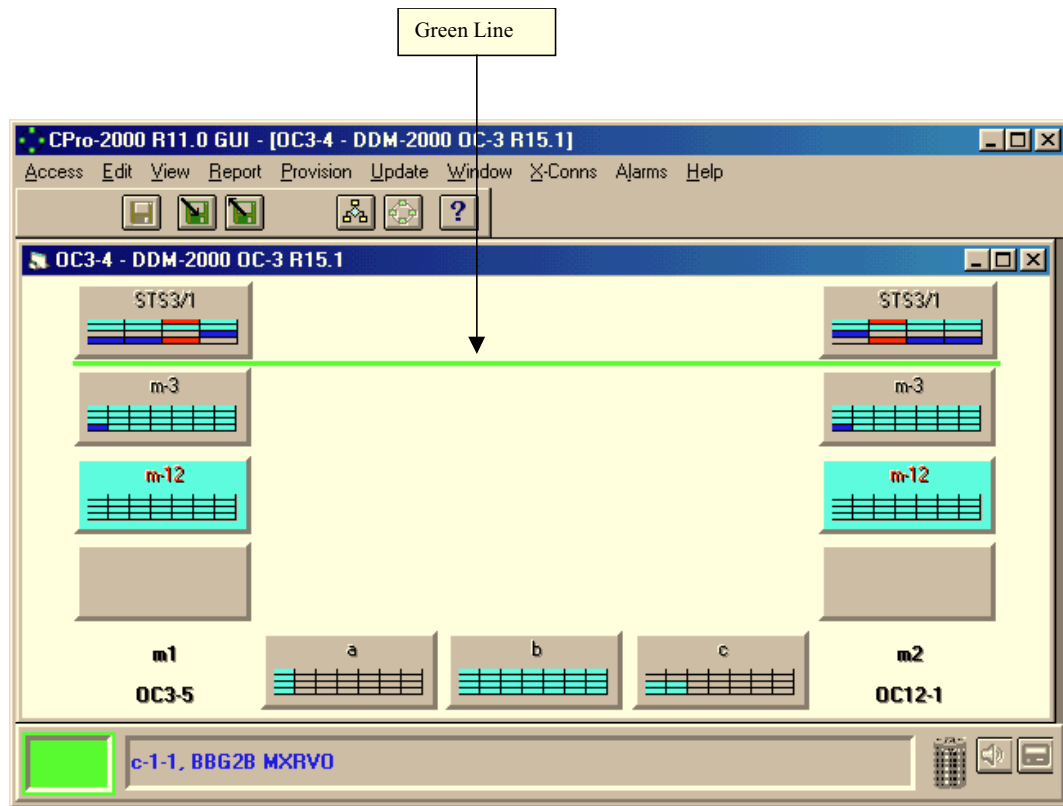 Green Line
CPro-2000 R11.0 GUI - [OC3-4 - DDM-2000 OC-3 R15.1]
Access Edit View Report Provision Update Window X-Conns Alarms Help
?
OC3-4 - DDM-2000 OC-3 R15.1
STS3/1 STS3/1
m-3 m-3
m-12 m-12
a b c
m1 m2
OC3-5 OC12-1
c-1-1, BBG2B MXRVO